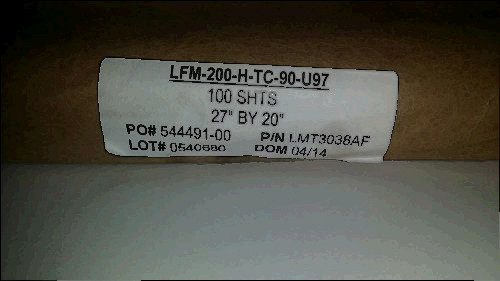 LFM-200-H-TC-90-U97
100 SHTS
27" BY 20"
PO# 544491-00 P/N LMT3038AF
LOT# 0540680 DOM 04/14